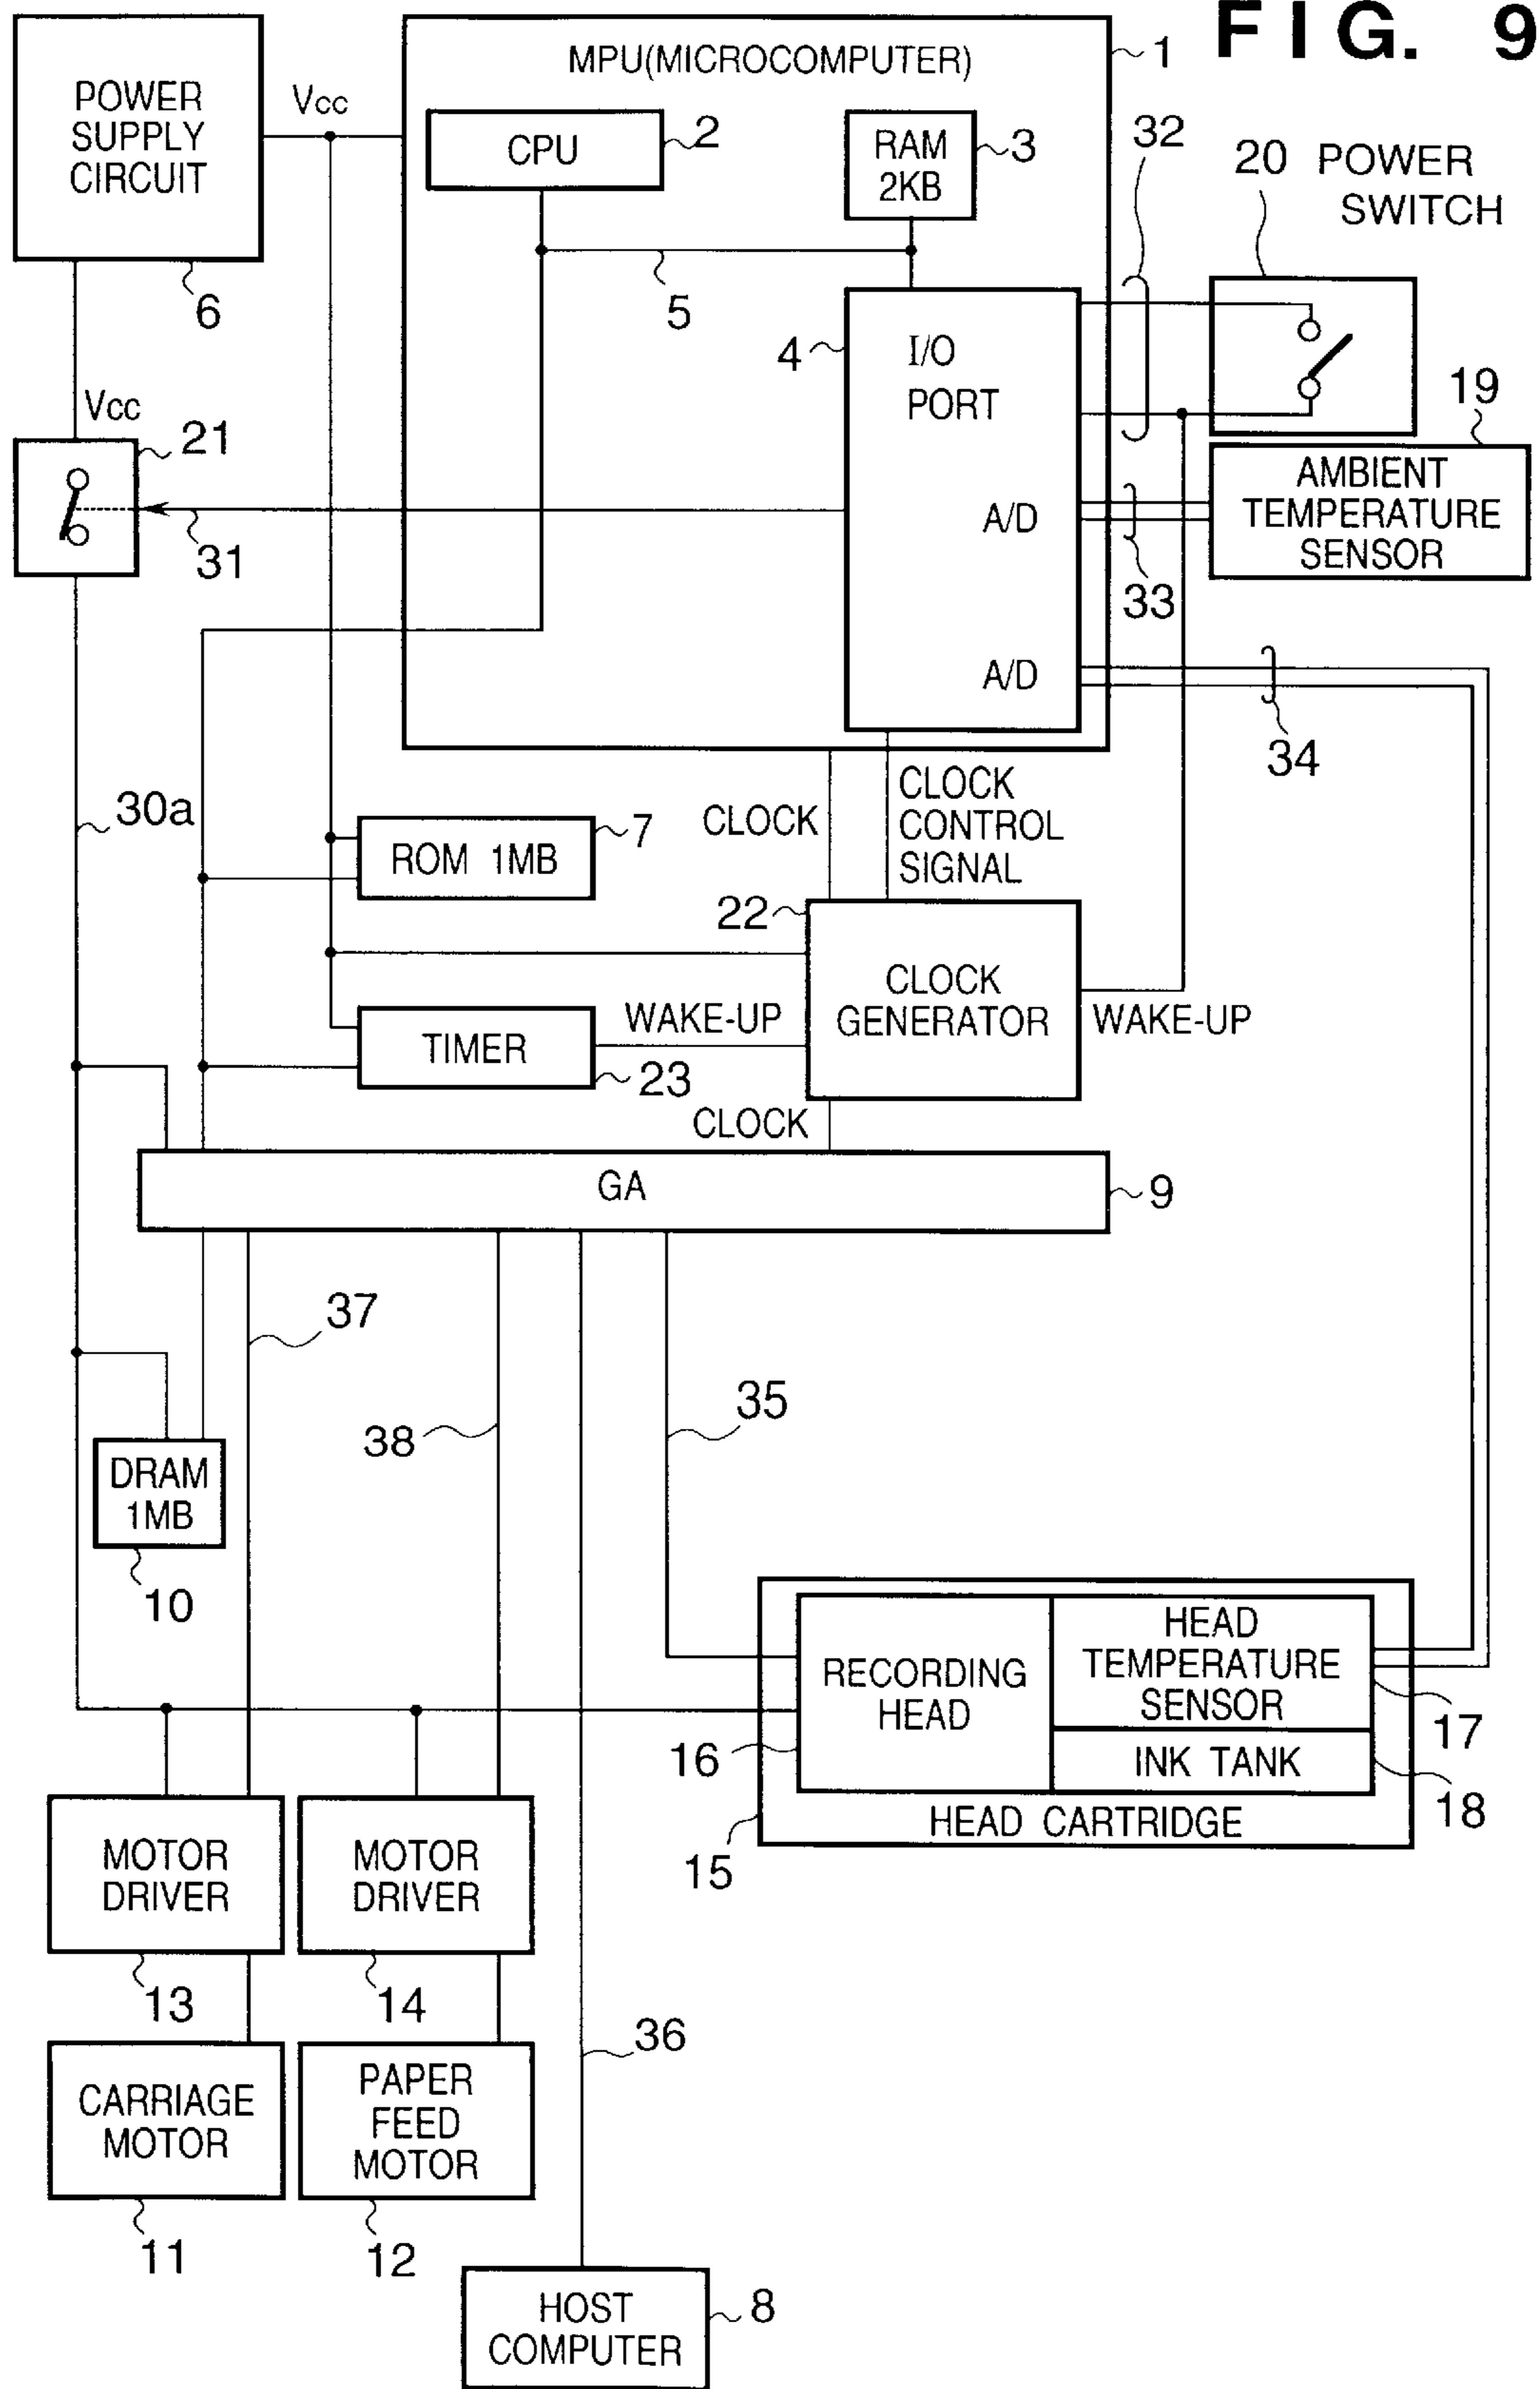 FIG. 9
POWER
SUPPLY
CIRCUIT
6
Vcc
MPU(MICROCOMPUTER)
1
CPU
2
RAM
2KB
3
5
4
I/O
PORT
A/D
A/D
32
20 POWER
SWITCH
19
AMBIENT
TEMPERATURE
SENSOR
33
34
Vcc
21
31
30a
ROM 1MB
7
CLOCK
CLOCK
CONTROL
SIGNAL
22
CLOCK
GENERATOR
WAKE-UP
TIMER
23
WAKE-UP
CLOCK
GA
9
37
38
35
DRAM
1MB
10
RECORDING
HEAD
16
HEAD
TEMPERATURE
SENSOR
17
INK TANK
18
HEAD CARTRIDGE
15
MOTOR
DRIVER
13
MOTOR
DRIVER
14
36
CARRIAGE
MOTOR
11
PAPER
FEED
MOTOR
12
HOST
COMPUTER
8